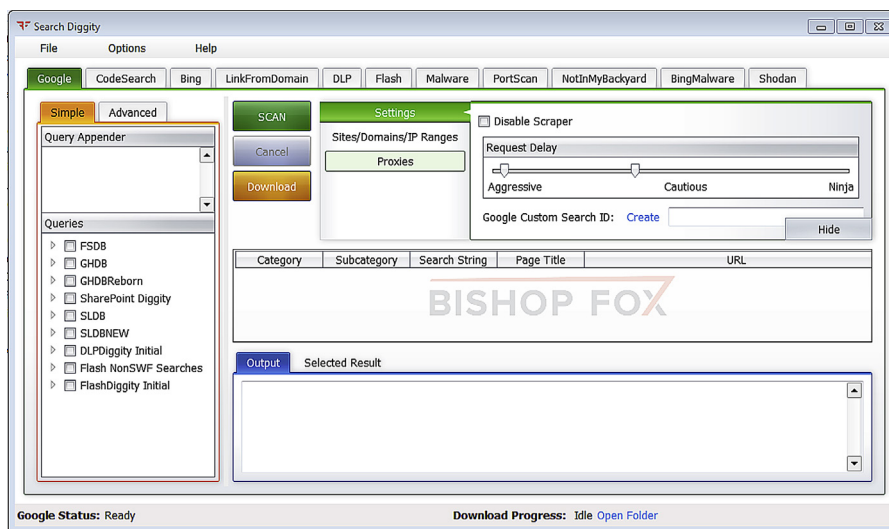 Search Diggity
File Options Help
Google CodeSearch Bing LinkFromDomain DLP Flash Malware PortScan NotInMyBackyard BingMalware Shodan
Simple Advanced
Query Appender
Queries
FSDB
GHDB
GHDBReborn
SharePoint Diggity
SLDB
SLDBNEW
DLPDiggity Initial
Flash NonSWF Searches
FlashDiggity Initial
SCAN
Cancel
Download
Settings
Sites/Domains/IP Ranges
Proxies
Disable Scraper
Request Delay
Aggressive Cautious Ninja
Google Custom Search ID: Create
Hide
Category Subcategory Search String Page Title URL
BISHOP FOX
Output Selected Result
Google Status: Ready
Download Progress: Idle Open Folder